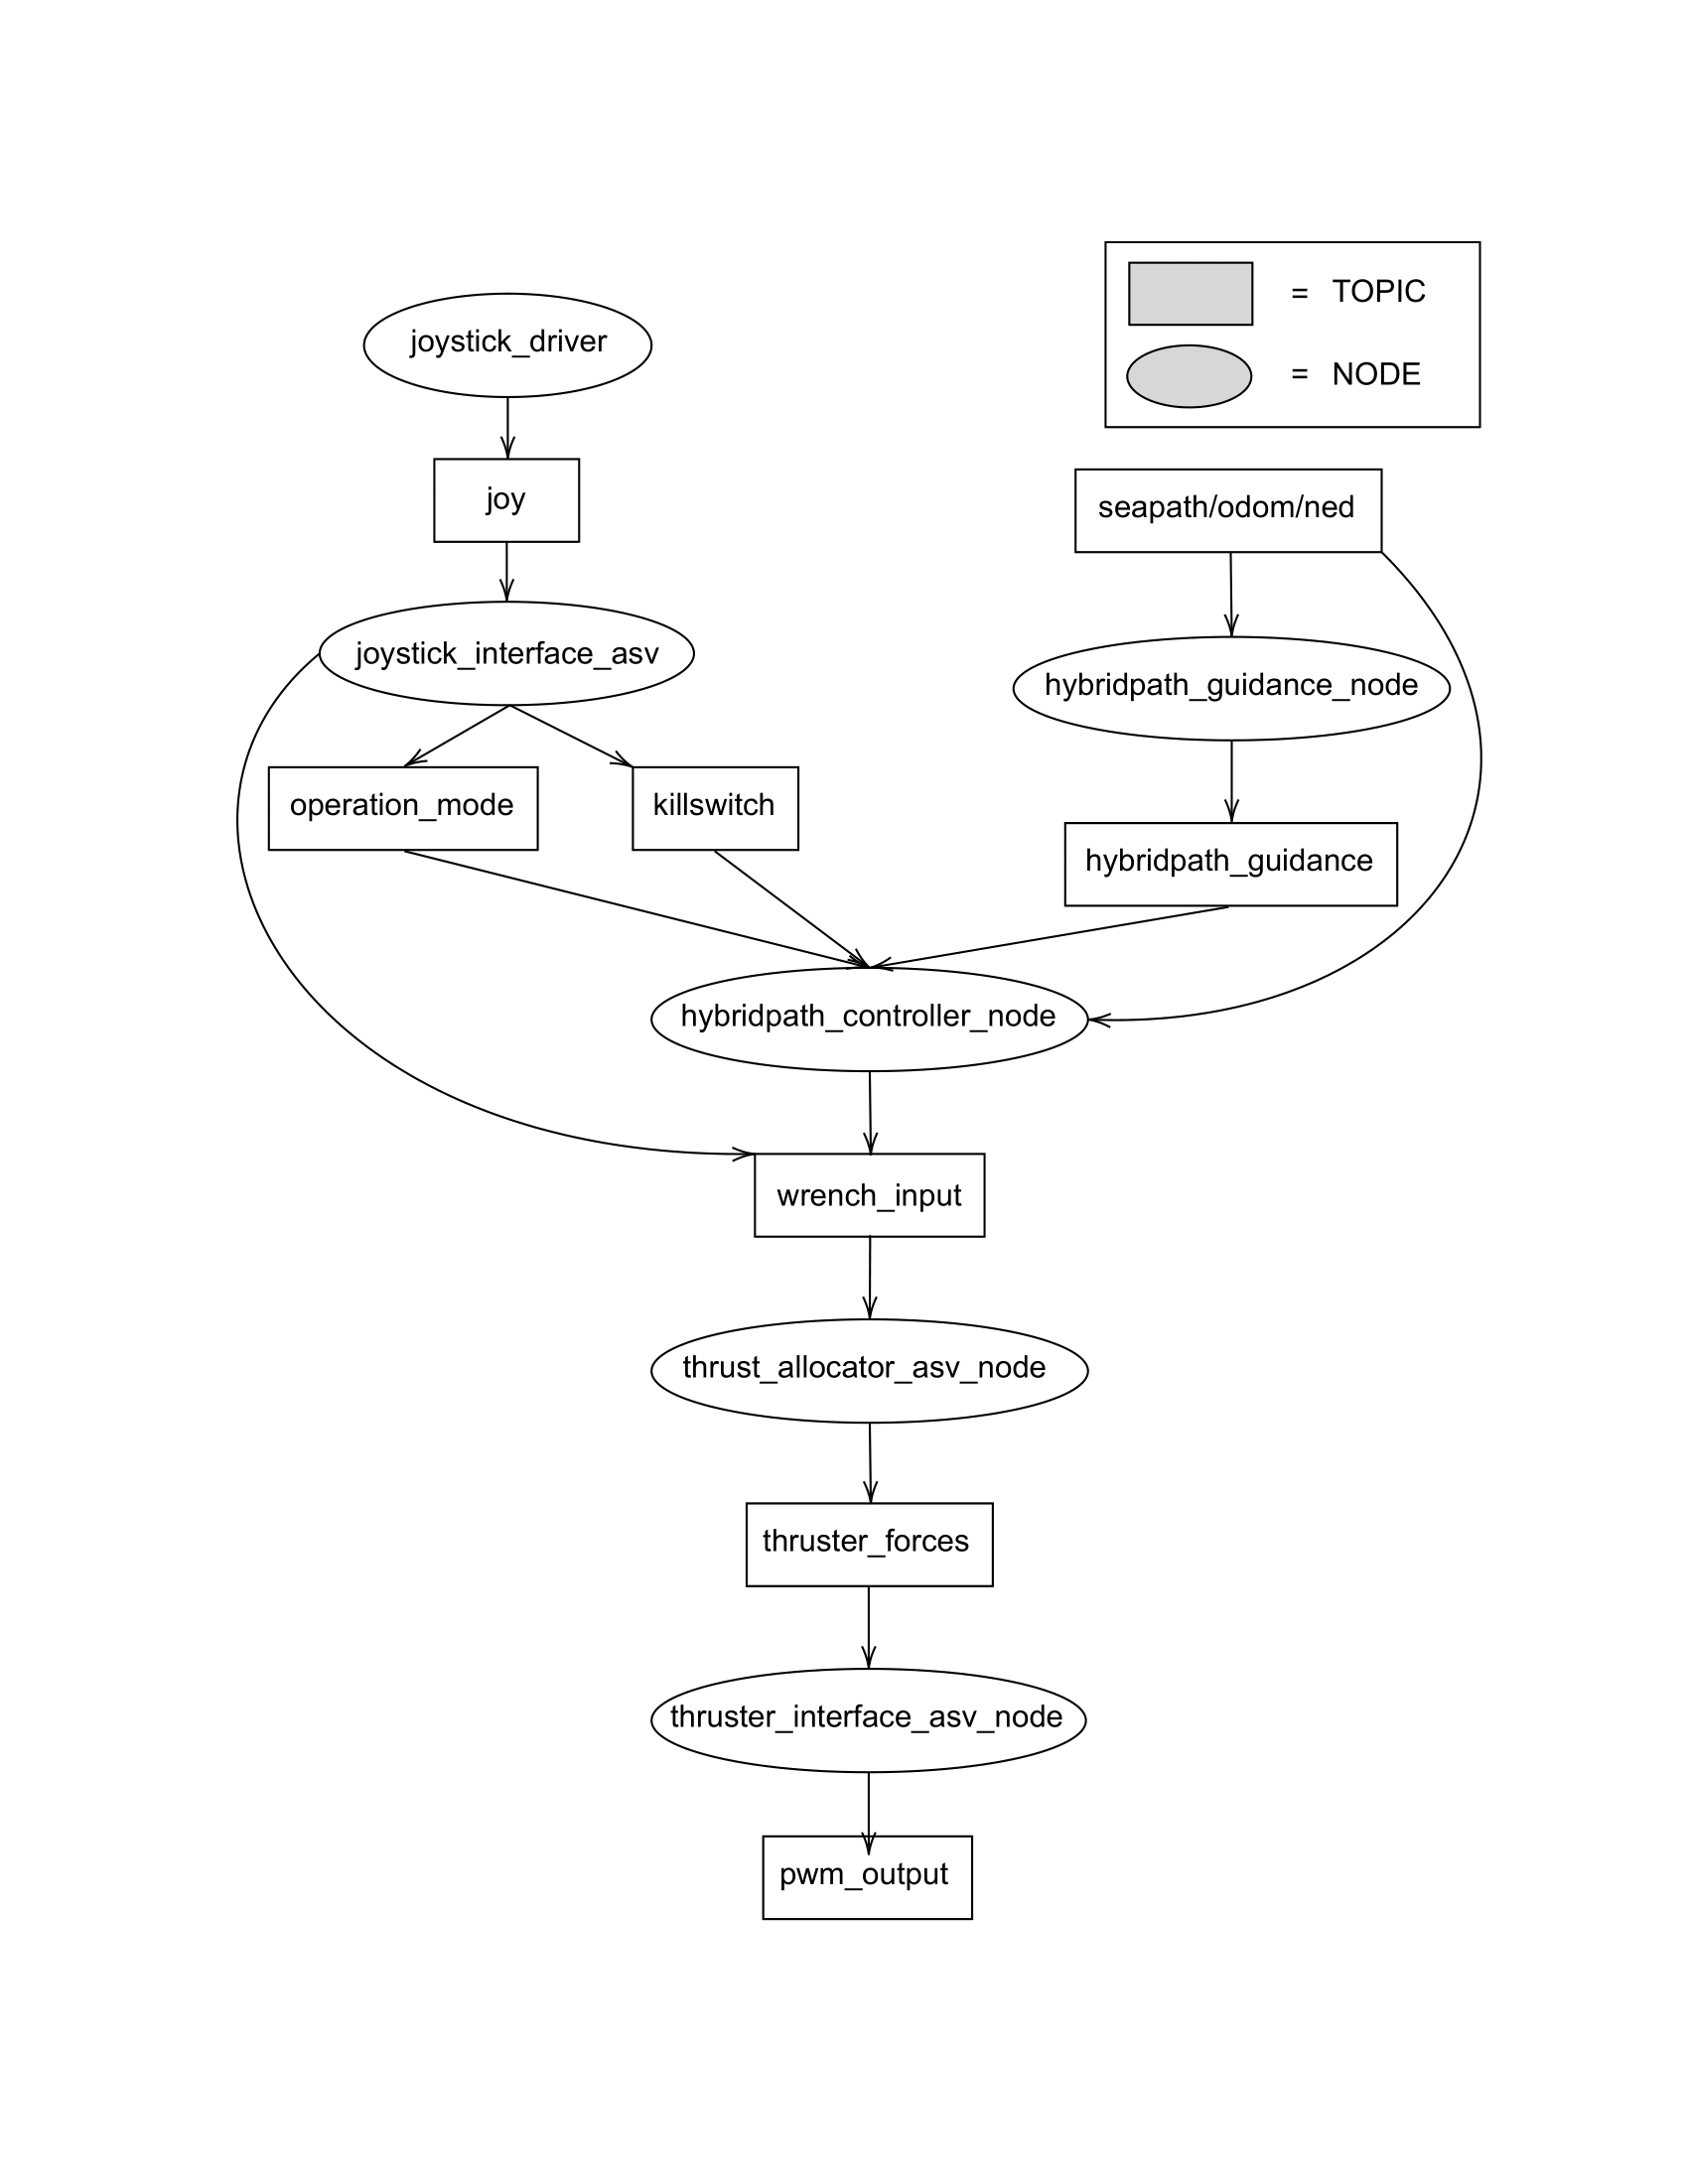 = TOPIC
= NODE
joystick_driver
joy
seapath/odom/ned
joystick_interface_asv
hybridpath_guidance_node
operation_mode
killswitch
hybridpath_guidance
hybridpath_controller_node
wrench_input
thrust_allocator_asv_node
thruster_forces
thruster_interface_asv_node
pwm_output